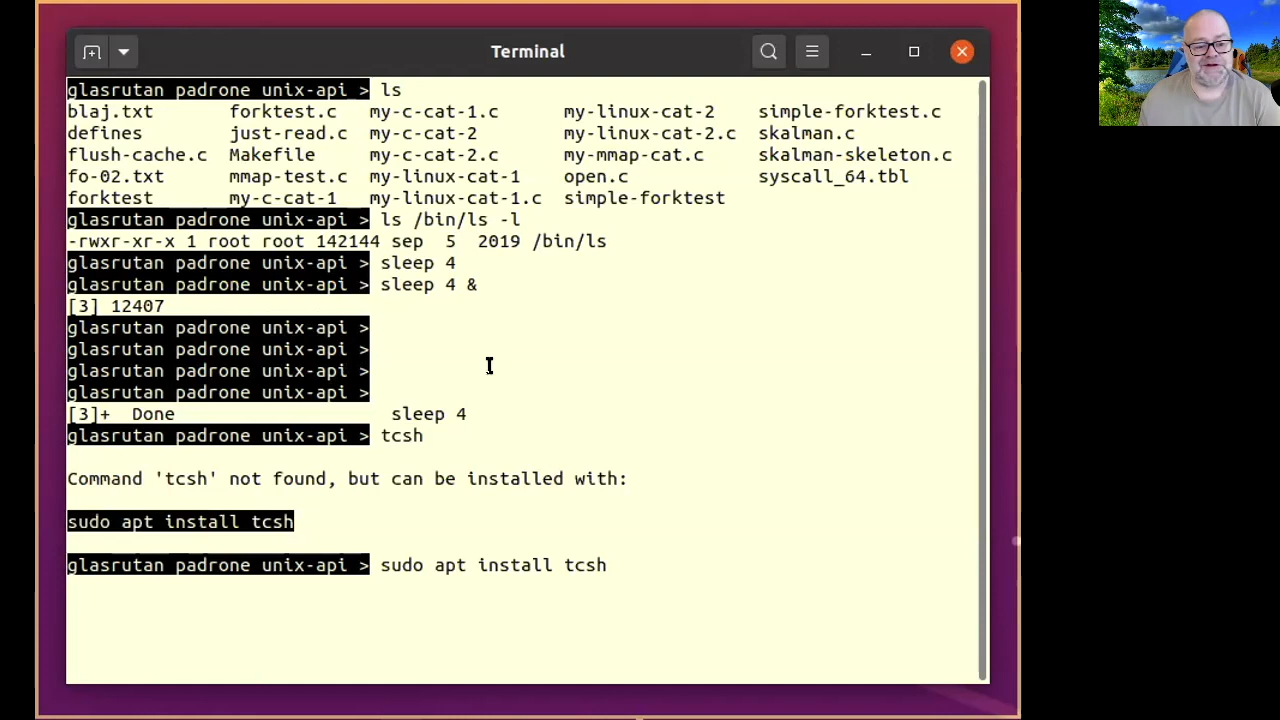 Terminal
glasrutan padrone unix-api > ls
blaj.txt       forktest.c   my-c-cat-1.c      my-linux-cat-2    simple-forktest.c
defines        just-read.c  my-c-cat-2        my-linux-cat-2.c  skalman.c
flush-cache.c  Makefile     my-c-cat-2.c      my-mmap-cat.c     skalman-skeleton.c
fo-02.txt      mmap-test.c  my-linux-cat-1    open.c            syscall_64.tbl
forktest       my-c-cat-1   my-linux-cat-1.c  simple-forktest
glasrutan padrone unix-api > ls /bin/ls -l
-rwxr-xr-x 1 root root 142144 sep  5  2019 /bin/ls
glasrutan padrone unix-api > sleep 4
glasrutan padrone unix-api > sleep 4 &
[3] 12407
glasrutan padrone unix-api >
glasrutan padrone unix-api >
glasrutan padrone unix-api >
glasrutan padrone unix-api >
[3]+  Done                    sleep 4
glasrutan padrone unix-api > tcsh
Command 'tcsh' not found, but can be installed with:
sudo apt install tcsh
glasrutan padrone unix-api > sudo apt install tcsh